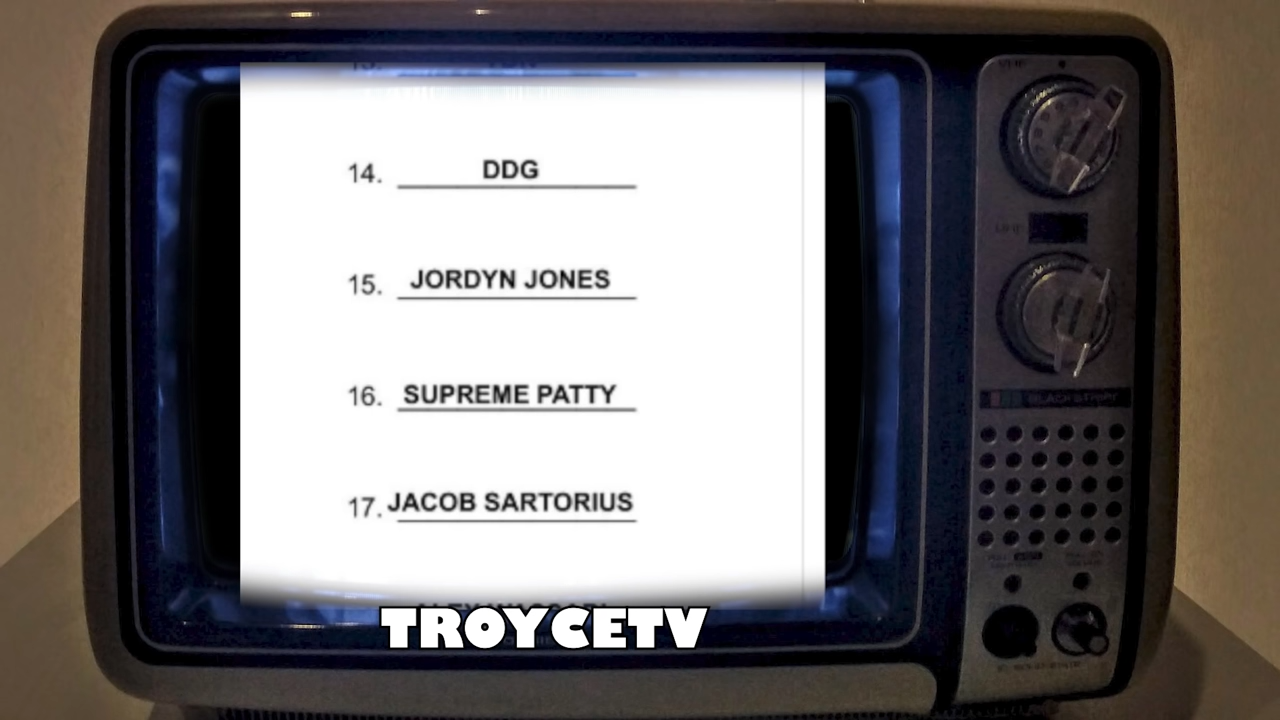 14. DDG
15. JORDYN JONES
16. SUPREME PATTY
17. JACOB SARTORIUS
TROYCETV